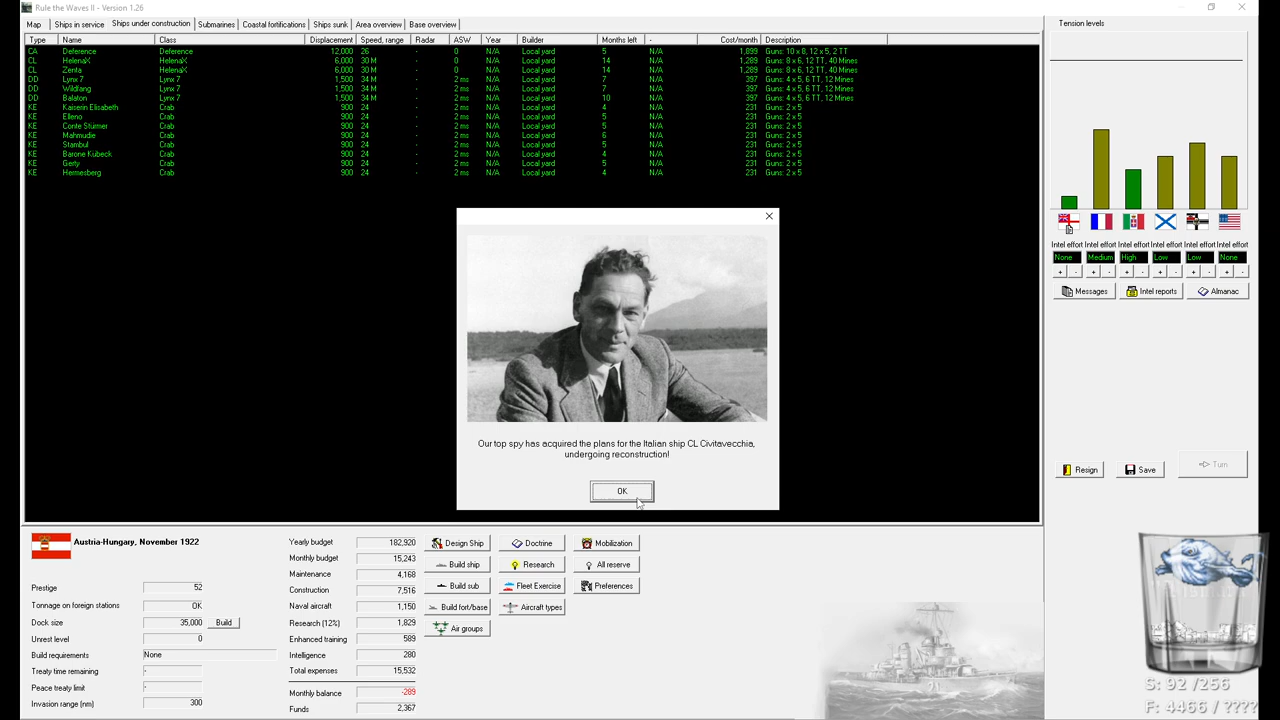 Rule the Waves II - Version 1.26
Map Ships in service Ships under construction Submarines Coastal fortifications Ships sunk Area overview Base overview
Type Name Class Displacement Speed, range Radar ASW Year Builder Months left - Cost/month Description
CA Deference Deference 12,000 26 - 0 N/A Local yard 5 N/A 1,899 Guns: 10 x 8, 12 x 5, 2 TT
CL HelenaX HelenaX 6,000 30 M - 0 N/A Local yard 14 N/A 1,289 Guns: 8 x 6, 12 TT, 40 Mines
CL Zenta HelenaX 6,000 30 M - 0 N/A Local yard 14 N/A 1,289 Guns: 8 x 6, 12 TT, 40 Mines
DD Lynx 7 Lynx 7 1,500 34 M - 2 ms N/A Local yard 7 N/A 397 Guns: 4 x 5, 6 TT, 12 Mines
DD Wildfang Lynx 7 1,500 34 M - 2 ms N/A Local yard 7 N/A 397 Guns: 4 x 5, 6 TT, 12 Mines
DD Balaton Lynx 7 1,500 34 M - 2 ms N/A Local yard 10 N/A 397 Guns: 4 x 5, 6 TT, 12 Mines
KE Kaiserin Elisabeth Crab 900 24 - 2 ms N/A Local yard 4 N/A 231 Guns: 2 x 5
KE Elleno Crab 900 24 - 2 ms N/A Local yard 5 N/A 231 Guns: 2 x 5
KE Conte Stürmer Crab 900 24 - 2 ms N/A Local yard 5 N/A 231 Guns: 2 x 5
KE Mahmudie Crab 900 24 - 2 ms N/A Local yard 6 N/A 231 Guns: 2 x 5
KE Stambul Crab 900 24 - 2 ms N/A Local yard 5 N/A 231 Guns: 2 x 5
KE Barone Kübeck Crab 900 24 - 2 ms N/A Local yard 4 N/A 231 Guns: 2 x 5
KE Gerty Crab 900 24 - 2 ms N/A Local yard 5 N/A 231 Guns: 2 x 5
KE Hermesberg Crab 900 24 - 2 ms N/A Local yard 4 N/A 231 Guns: 2 x 5
Our top spy has acquired the plans for the Italian ship CL Civitavecchia,
undergoing reconstruction!
OK
Tension levels
Intel effort Intel effort Intel effort Intel effort Intel effort Intel effort
None Medium High Low Low None
+ - + - + - + - + - + -
Messages Intel reports Almanac
Resign Save Turn
Austria-Hungary, November 1922
Prestige 52
Tonnage on foreign stations OK
Dock size 35,000 Build
Unrest level 0
Build requirements None
Treaty time remaining -
Peace treaty limit -
Invasion range (nm) 300
Yearly budget 182,920
Monthly budget 15,243
Maintenance 4,168
Construction 7,516
Naval aircraft 1,150
Research (12%) 1,829
Enhanced training 589
Intelligence 280
Total expenses 15,532
Monthly balance -289
Funds 2,367
Design Ship Doctrine Mobilization
Build ship Research All reserve
Build sub Fleet Exercise Preferences
Build fort/base Aircraft types
Air groups
S: 92 /256
F: 4466 / ????